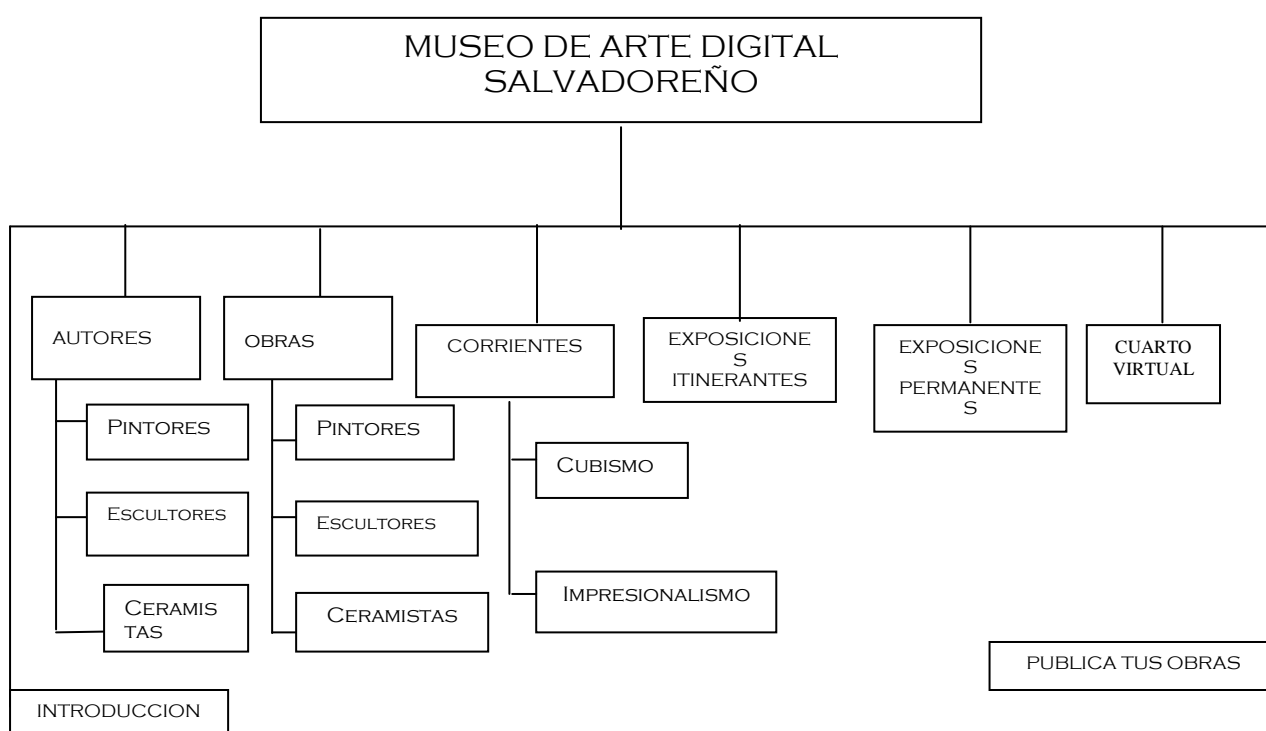 MUSEO DE ARTE DIGITAL
SALVADOREÑO
AUTORES
OBRAS
CORRIENTES
EXPOSICIONE
S
ITINERANTES
EXPOSICIONE
S
PERMANENTE
S
CUARTO
VIRTUAL
PINTORES
ESCULTORES
CERAMIS
TAS
PINTORES
ESCULTORES
CERAMISTAS
CUBISMO
IMPRESIONALISMO
PUBLICA TUS OBRAS
INTRODUCCION